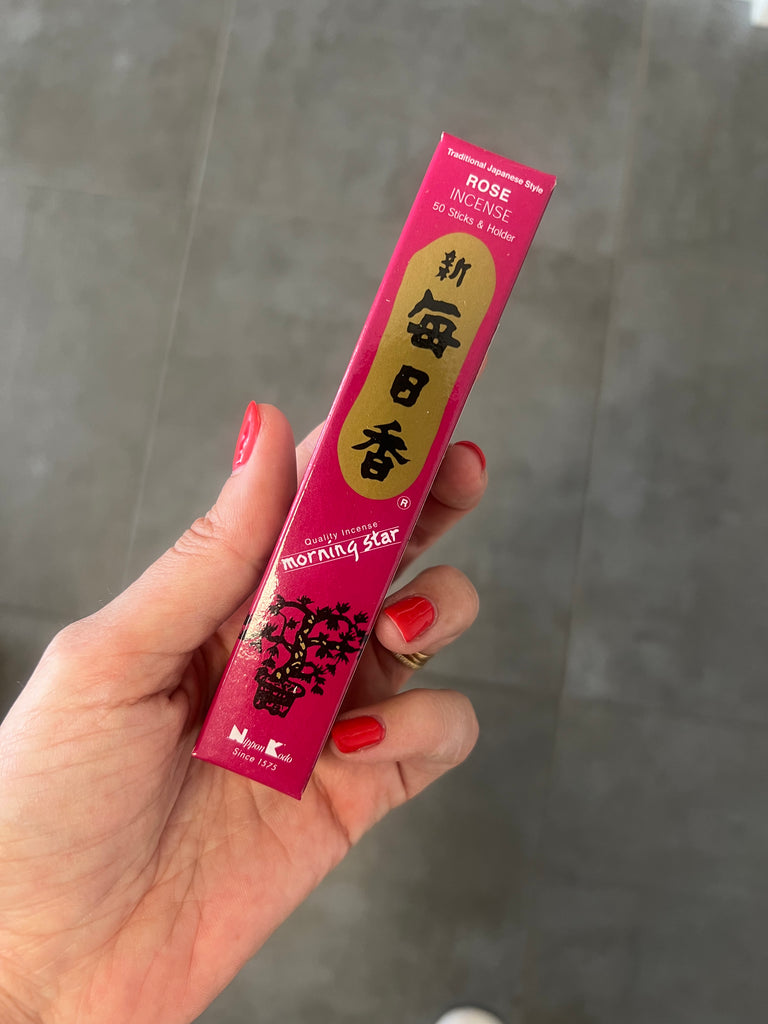 Traditional Japanese Style
ROSE
INCENSE
50 Sticks & Holder
新
毎
日
香
®
Quality Incense
morning star
Nippon Kodo
Since 1575